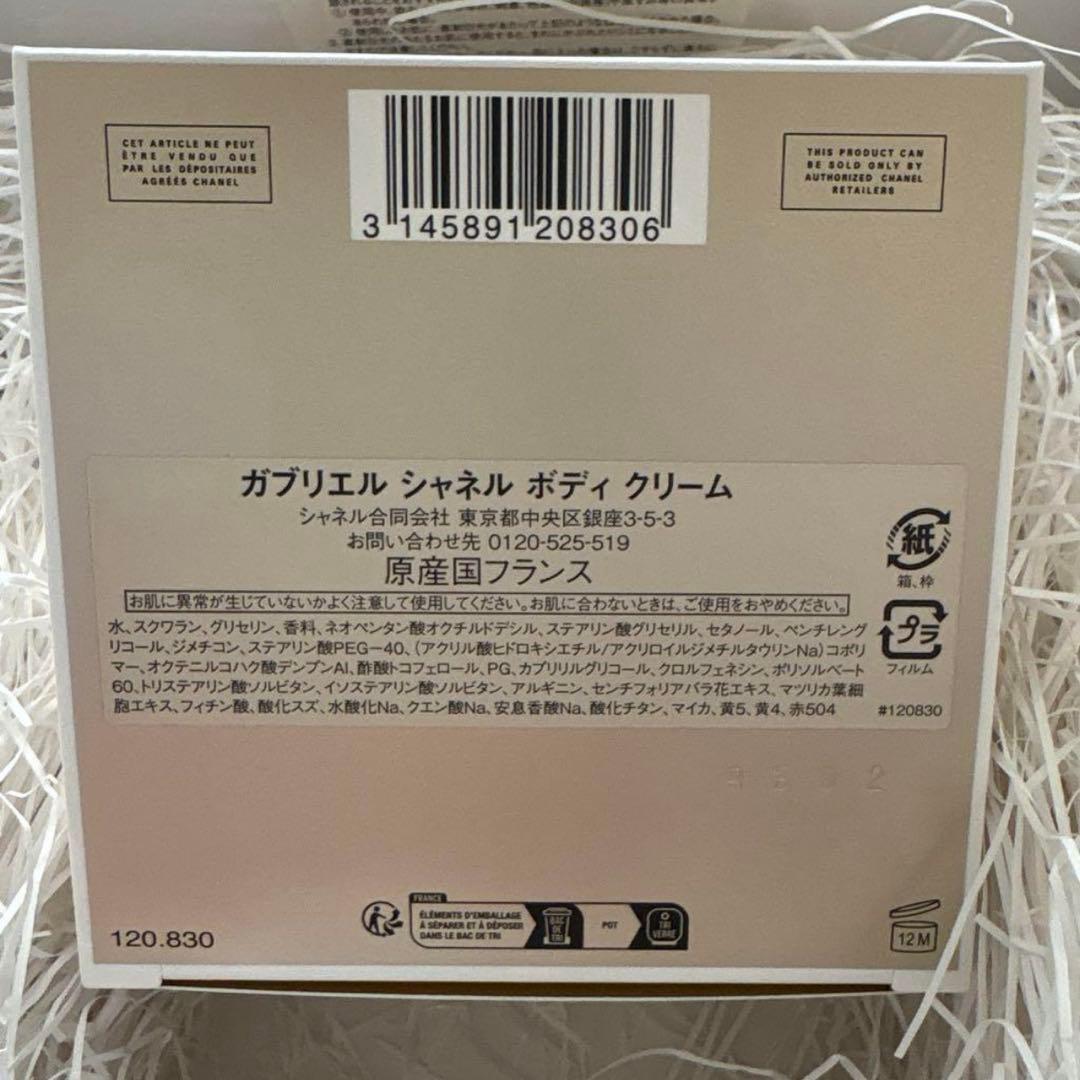 CET ARTICLE NE PEUT
ÊTRE VENDU QUE
PAR LES DÉPOSITAIRES
AGRÉÉS CHANEL
3 145891 208306
THIS PRODUCT CAN
BE SOLD ONLY BY
AUTHORIZED CHANEL
RETAILERS
ガブリエル シャネル ボディ クリーム
シャネル合同会社 東京都中央区銀座3-5-3
お問い合わせ先 0120-525-519
原産国フランス
お肌に異常が生じていないかよく注意して使用してください。お肌に合わないときは、ご使用をおやめください。
水、スクワラン、グリセリン、香料、ネオペンタン酸オクチルドデシル、ステアリン酸グリセリル、セタノール、ペンチレング
リコール、ジメチコン、ステアリン酸PEG-40、(アクリル酸ヒドロキシエチル/アクリロイルジメチルタウリンNa)コポリ
マー、オクテニルコハク酸デンプンAl、酢酸トコフェロール、PG、カプリリルグリコール、クロルフェネシン、ポリソルベート
60、トリステアリン酸ソルビタン、イソステアリン酸ソルビタン、アルギニン、センチフォリアバラ花エキス、マツリカ葉細
胞エキス、フィチン酸、酸化スズ、水酸化Na、クエン酸Na、安息香酸Na、酸化チタン、マイカ、黄5、黄4、赤504
紙
箱、枠
プラ
フィルム
#120830
120.830
FRANCE
ÉLÉMENTS D'EMBALLAGE
À SÉPARER ET À DÉPOSER
DANS LE BAC DE TRI
BAC
DE
TRI
POT
TRI
VERRE
12 M